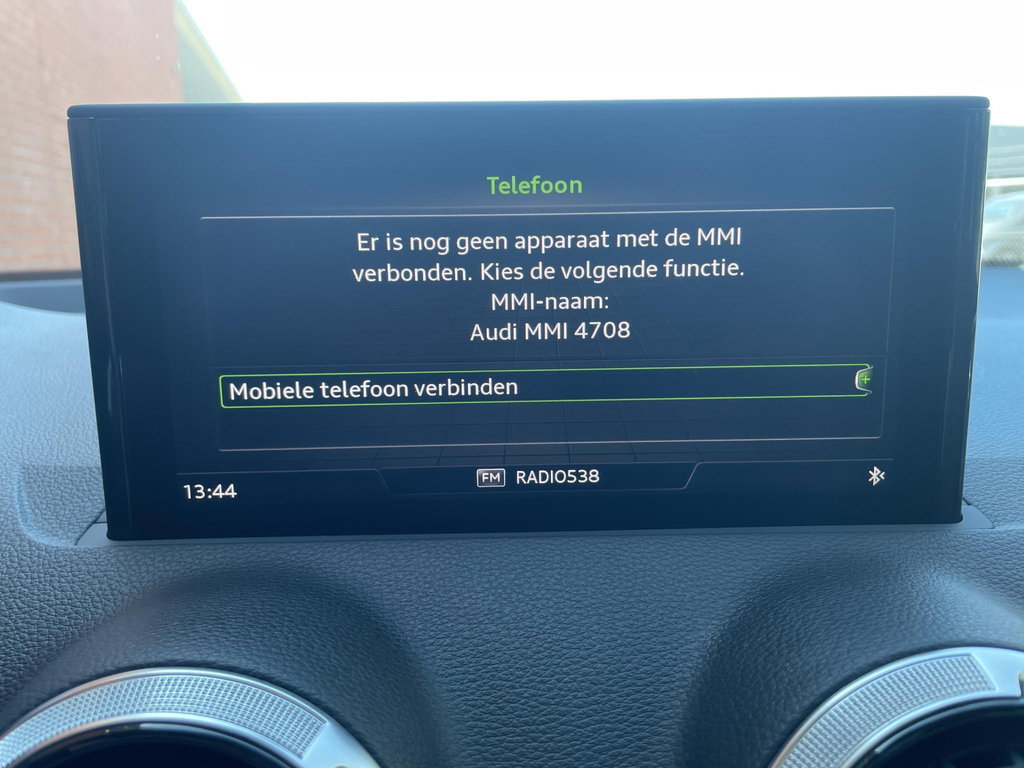 Telefoon
Er is nog geen apparaat met de MMI
verbonden. Kies de volgende functie.
MMI-naam:
Audi MMI 4708
Mobiele telefoon verbinden
13:44
FM RADIO538